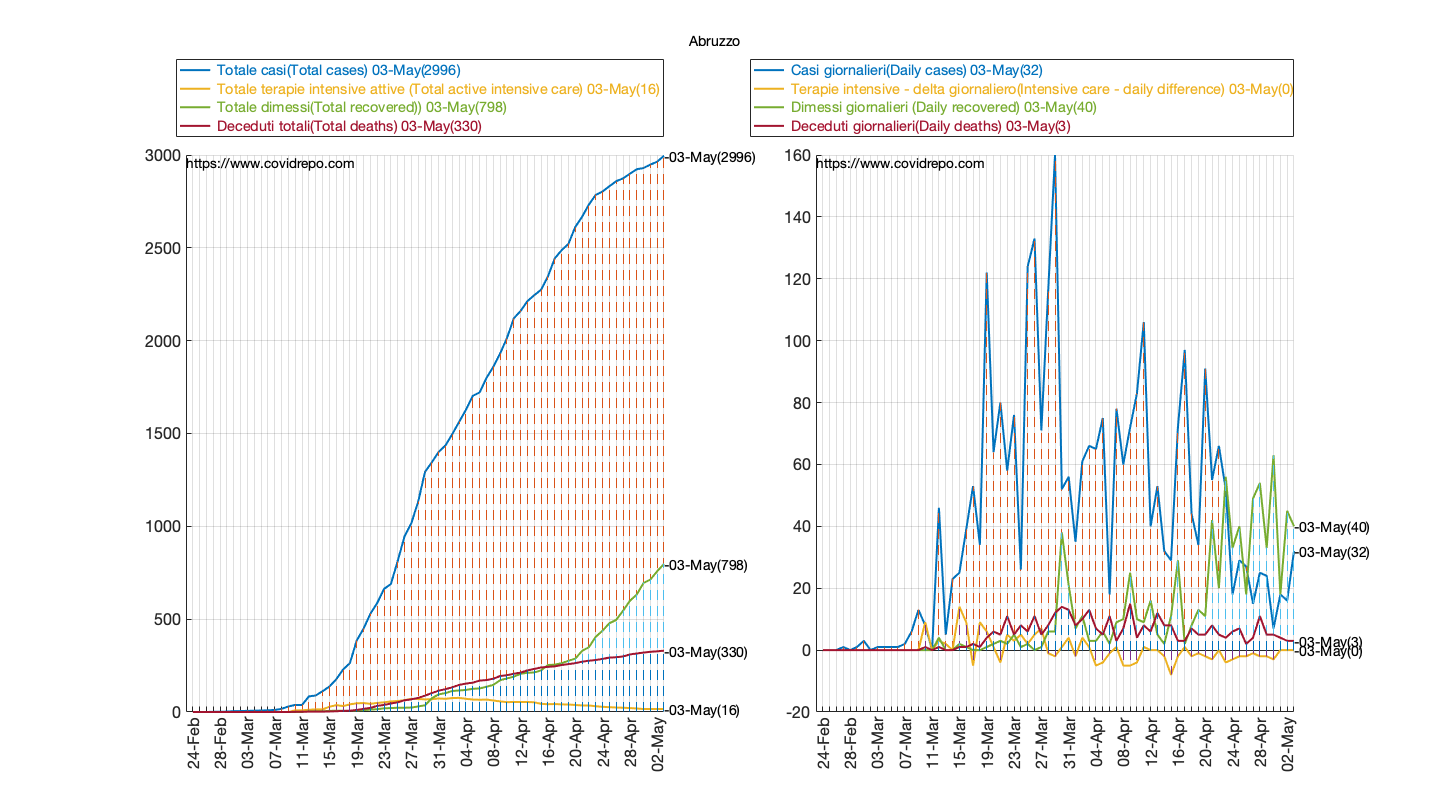 Abruzzo
Totale casi(Total cases) 03-May(2996)
Totale terapie intensive attive (Total active intensive care) 03-May(16)
Totale dimessi(Total recovered)) 03-May(798)
Deceduti totali(Total deaths) 03-May(330)
https://www.covidrepo.com
3000
2500
2000
1500
1000
500
0
03-May(2996)
03-May(798)
03-May(330)
03-May(16)
24-Feb
28-Feb
03-Mar
07-Mar
11-Mar
15-Mar
19-Mar
23-Mar
27-Mar
31-Mar
04-Apr
08-Apr
12-Apr
16-Apr
20-Apr
24-Apr
28-Apr
02-May
Casi giornalieri(Daily cases) 03-May(32)
Terapie intensive - delta giornaliero(Intensive care - daily difference) 03-May(0)
Dimessi giornalieri (Daily recovered) 03-May(40)
Deceduti giornalieri(Daily deaths) 03-May(3)
https://www.covidrepo.com
160
140
120
100
80
60
40
20
0
-20
03-May(40)
03-May(32)
03-May(3)
03-May(0)
24-Feb
28-Feb
03-Mar
07-Mar
11-Mar
15-Mar
19-Mar
23-Mar
27-Mar
31-Mar
04-Apr
08-Apr
12-Apr
16-Apr
20-Apr
24-Apr
28-Apr
02-May